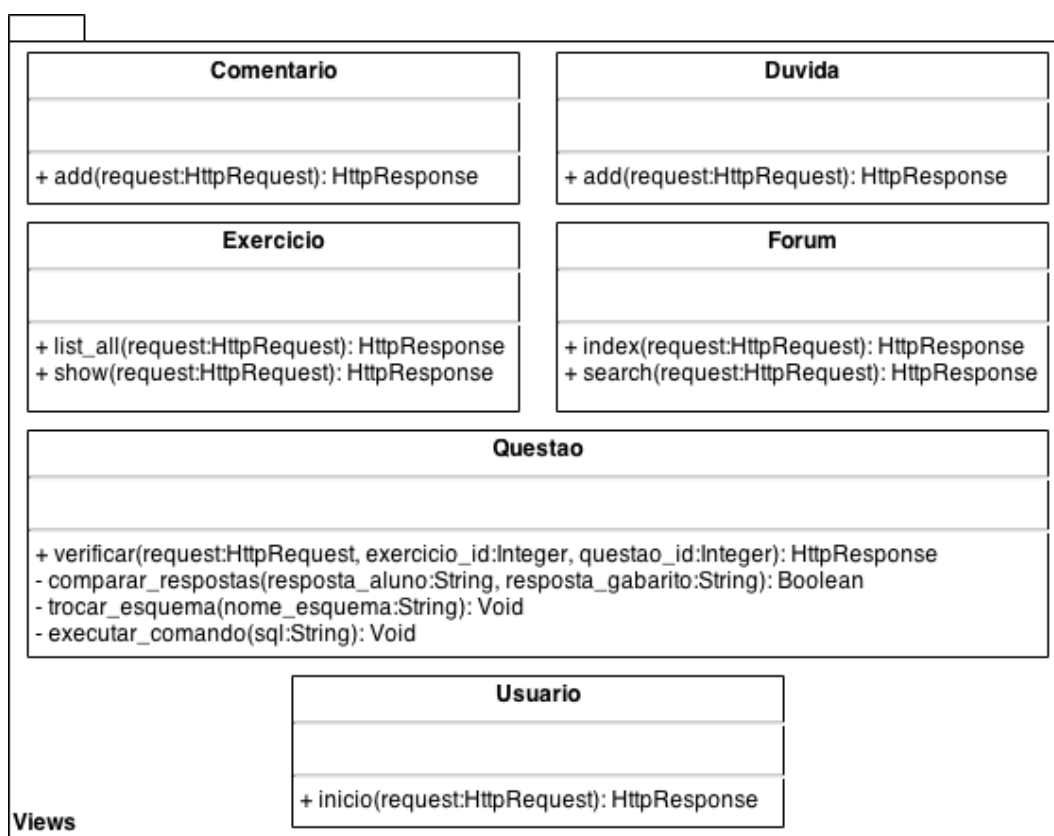 Comentario
+ add(request:HttpRequest): HttpResponse
Duvida
+ add(request:HttpRequest): HttpResponse
Exercicio
+ list_all(request:HttpRequest): HttpResponse
+ show(request:HttpRequest): HttpResponse
Forum
+ index(request:HttpRequest): HttpResponse
+ search(request:HttpRequest): HttpResponse
Questao
+ verificar(request:HttpRequest, exercicio_id:Integer, questao_id:Integer): HttpResponse
- comparar_respostas(resposta_aluno:String, resposta_gabarito:String): Boolean
- trocar_esquema(nome_esquema:String): Void
- executar_comando(sql:String): Void
Usuario
+ inicio(request:HttpRequest): HttpResponse
Views